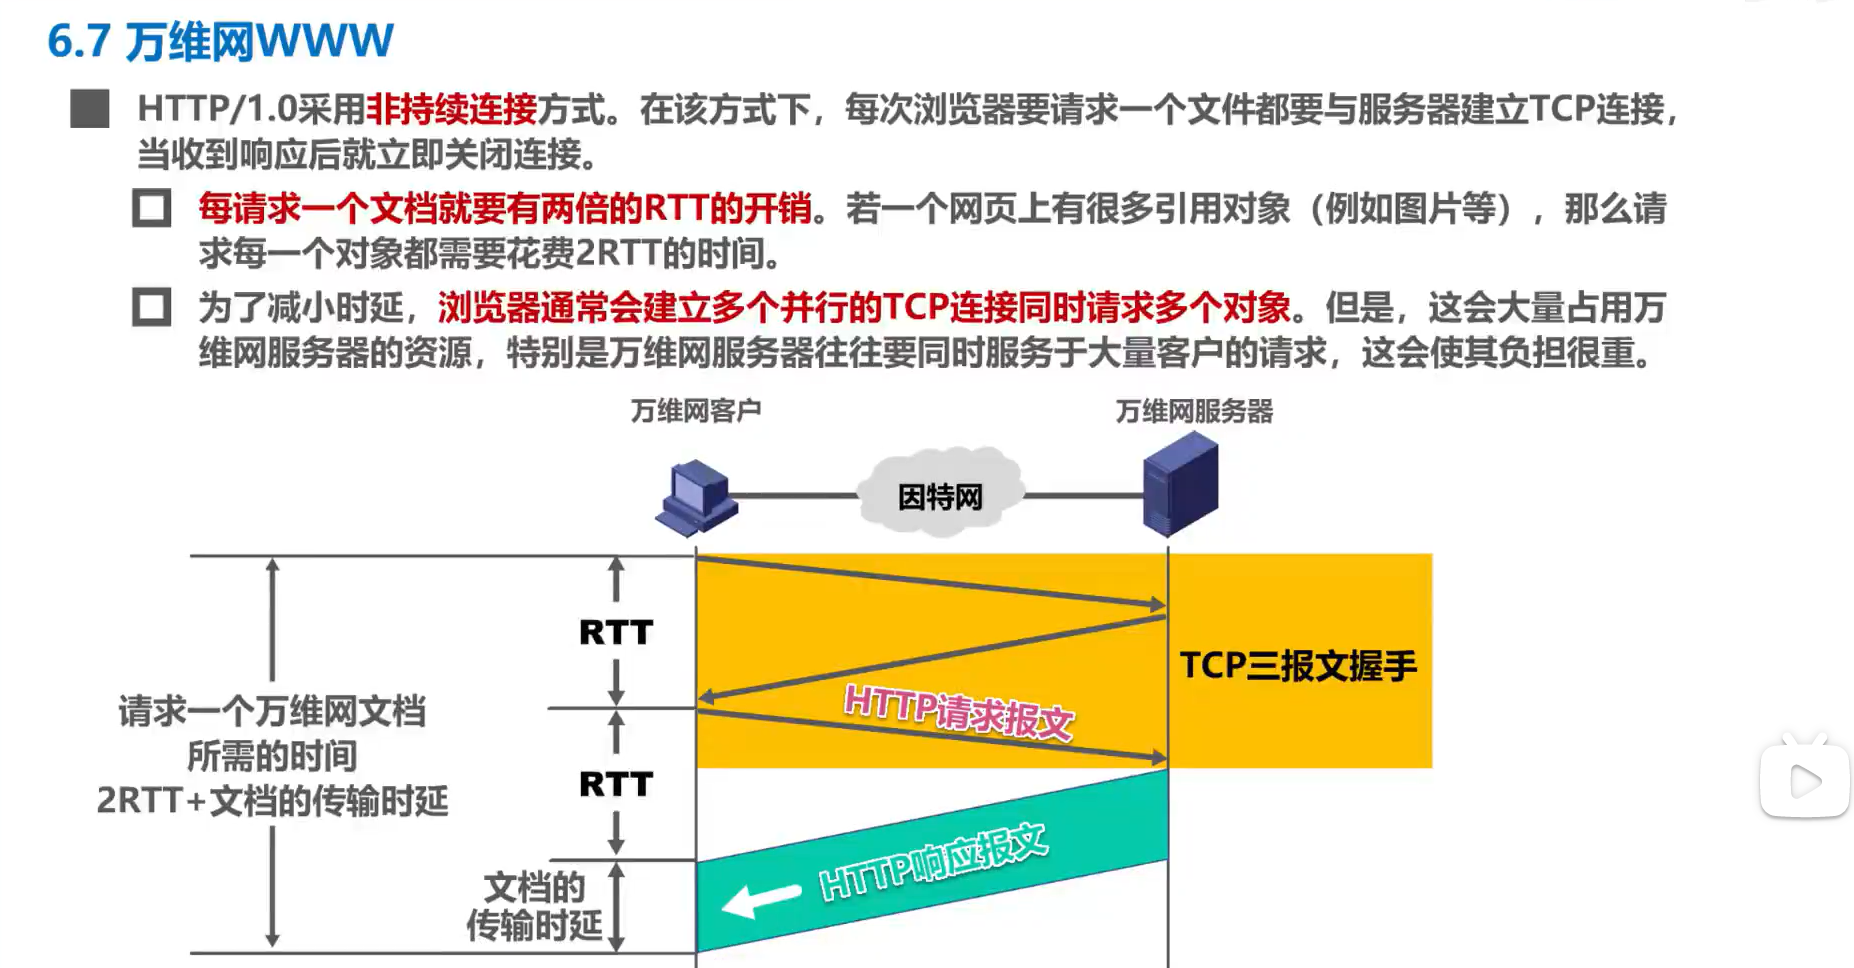 6.7 万维网WWW
HTTP/1.0采用非持续连接方式。在该方式下，每次浏览器要请求一个文件都要与服务器建立TCP连接，
当收到响应后就立即关闭连接。
每请求一个文档就要有两倍的RTT的开销。若一个网页上有很多引用对象（例如图片等），那么请
求每一个对象都需要花费2RTT的时间。
为了减小时延，浏览器通常会建立多个并行的TCP连接同时请求多个对象。但是，这会大量占用万
维网服务器的资源，特别是万维网服务器往往要同时服务于大量客户的请求，这会使其负担很重。
万维网客户
万维网服务器
因特网
RTT
TCP三报文握手
HTTP请求报文
请求一个万维网文档
所需的时间
2RTT+文档的传输时延
RTT
HTTP响应报文
文档的
传输时延